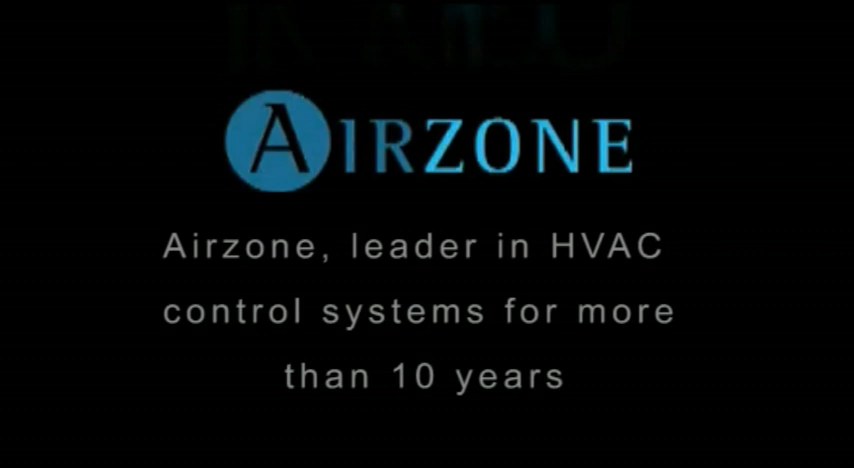 AIRZONE
Airzone, leader in HVAC
control systems for more
than 10 years